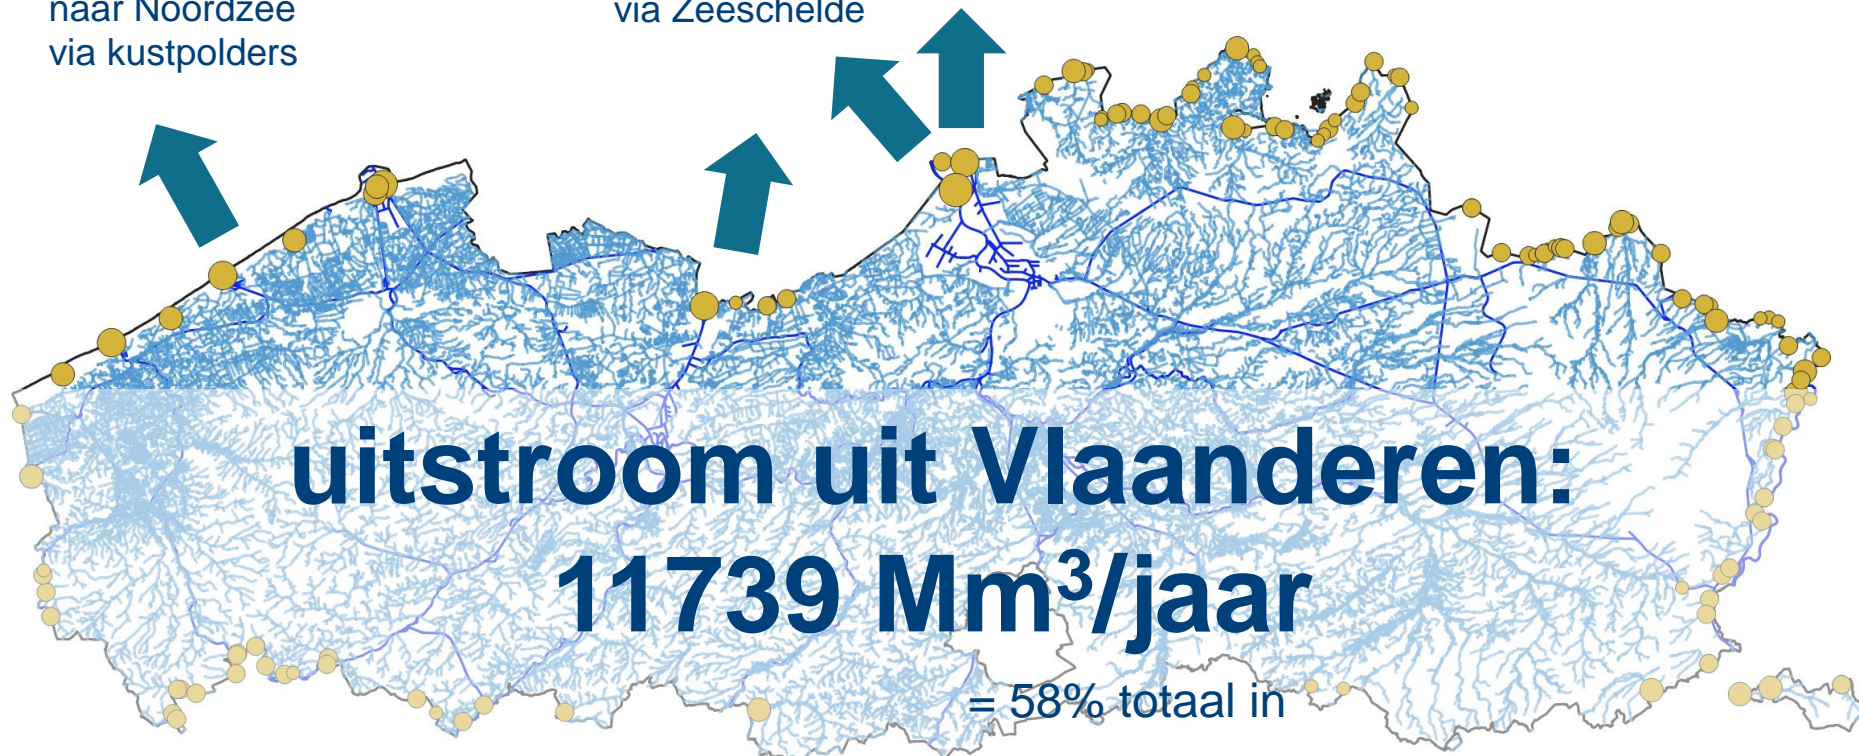 naar Noordzee
via kustpolders
via Zeeschelde
uitstroom uit Vlaanderen:
11739 Mm³/jaar
= 58% totaal in